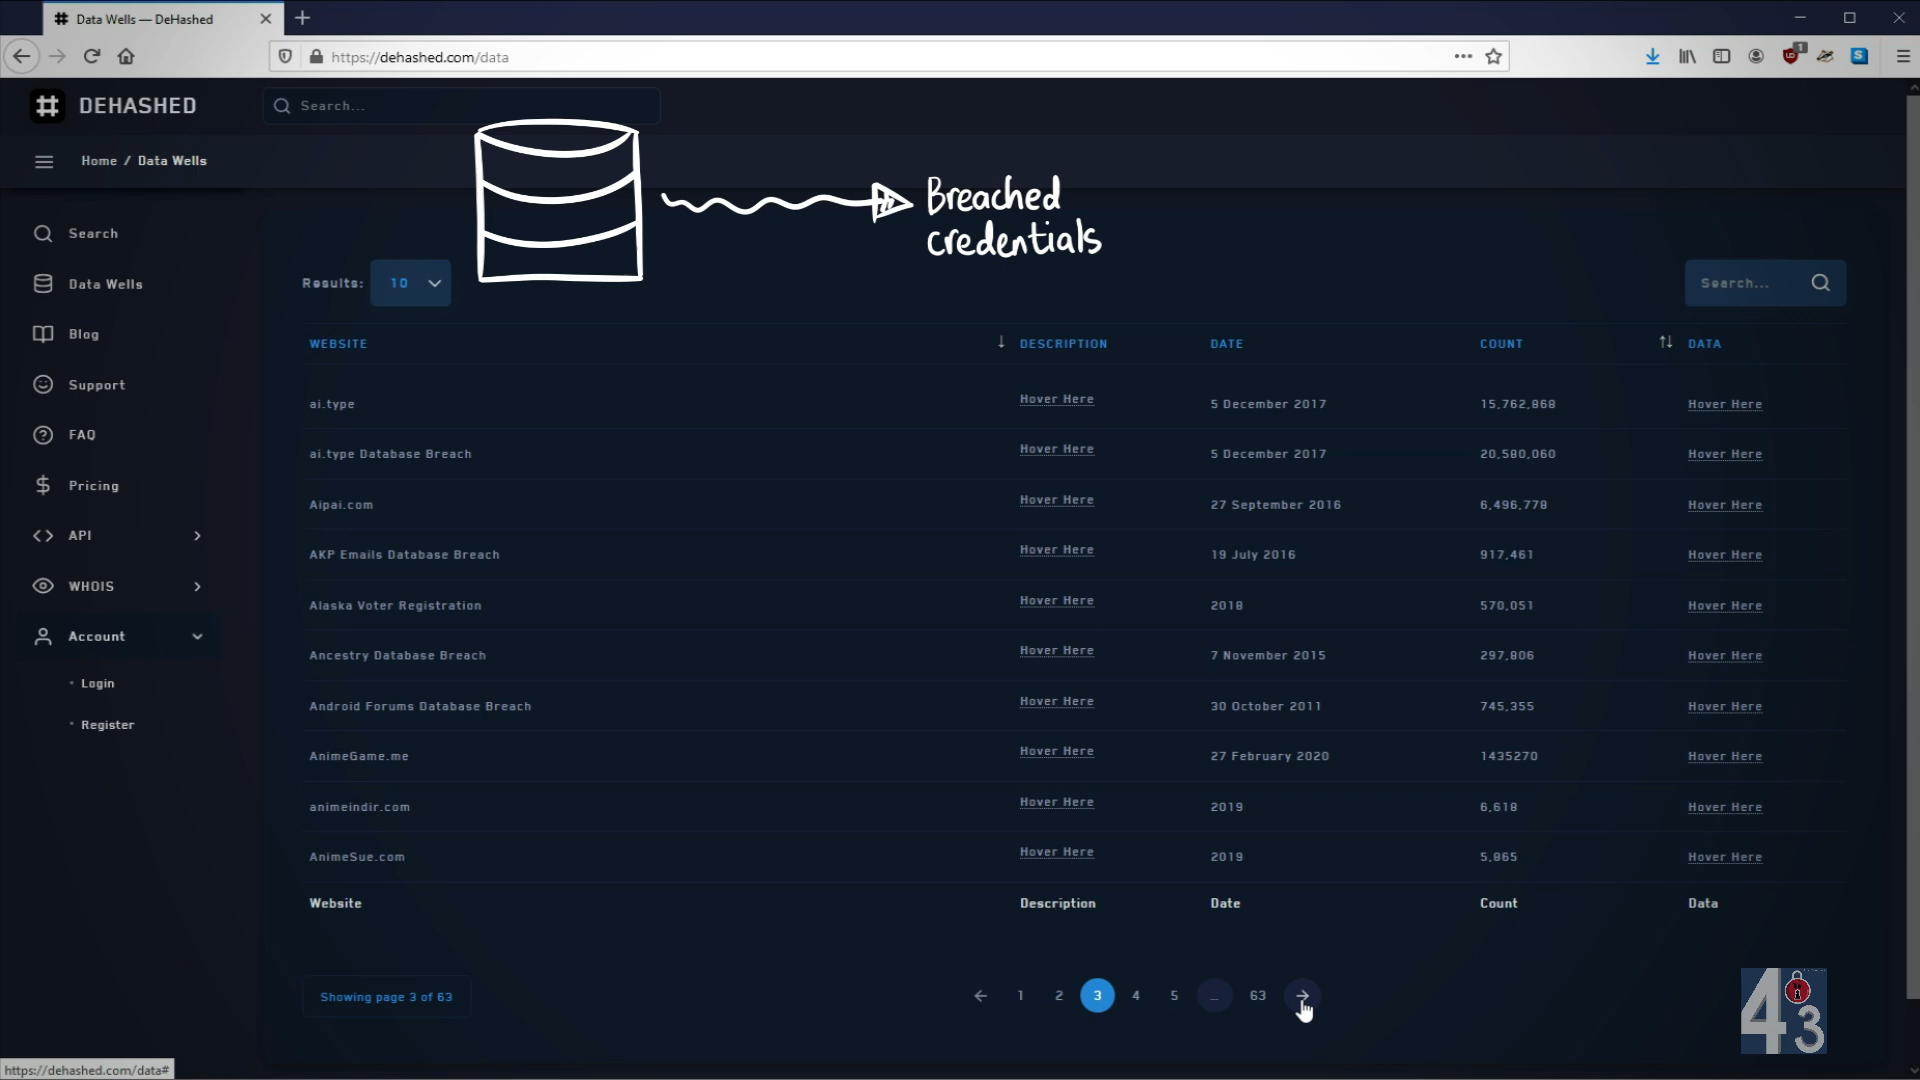 Data Wells — DeHashed
https://dehashed.com/data
1
S
DEHASHED
Search...
Home / Data Wells
Breached
credentials
Search
Data Wells
Blog
Support
FAQ
Pricing
API
WHOIS
Account
Login
Register
Results: 10
Search...
WEBSITE DESCRIPTION DATE COUNT DATA
ai.type Hover Here 5 December 2017 15,762,868 Hover Here
ai.type Database Breach Hover Here 5 December 2017 20,580,060 Hover Here
Aipai.com Hover Here 27 September 2016 6,496,778 Hover Here
AKP Emails Database Breach Hover Here 19 July 2016 917,461 Hover Here
Alaska Voter Registration Hover Here 2018 570,051 Hover Here
Ancestry Database Breach Hover Here 7 November 2015 297,806 Hover Here
Android Forums Database Breach Hover Here 30 October 2011 745,355 Hover Here
AnimeGame.me Hover Here 27 February 2020 1435270 Hover Here
animeindir.com Hover Here 2019 6,618 Hover Here
AnimeSue.com Hover Here 2019 5,865 Hover Here
Website Description Date Count Data
Showing page 3 of 63
1 2 3 4 5 ... 63
43
https://dehashed.com/data#